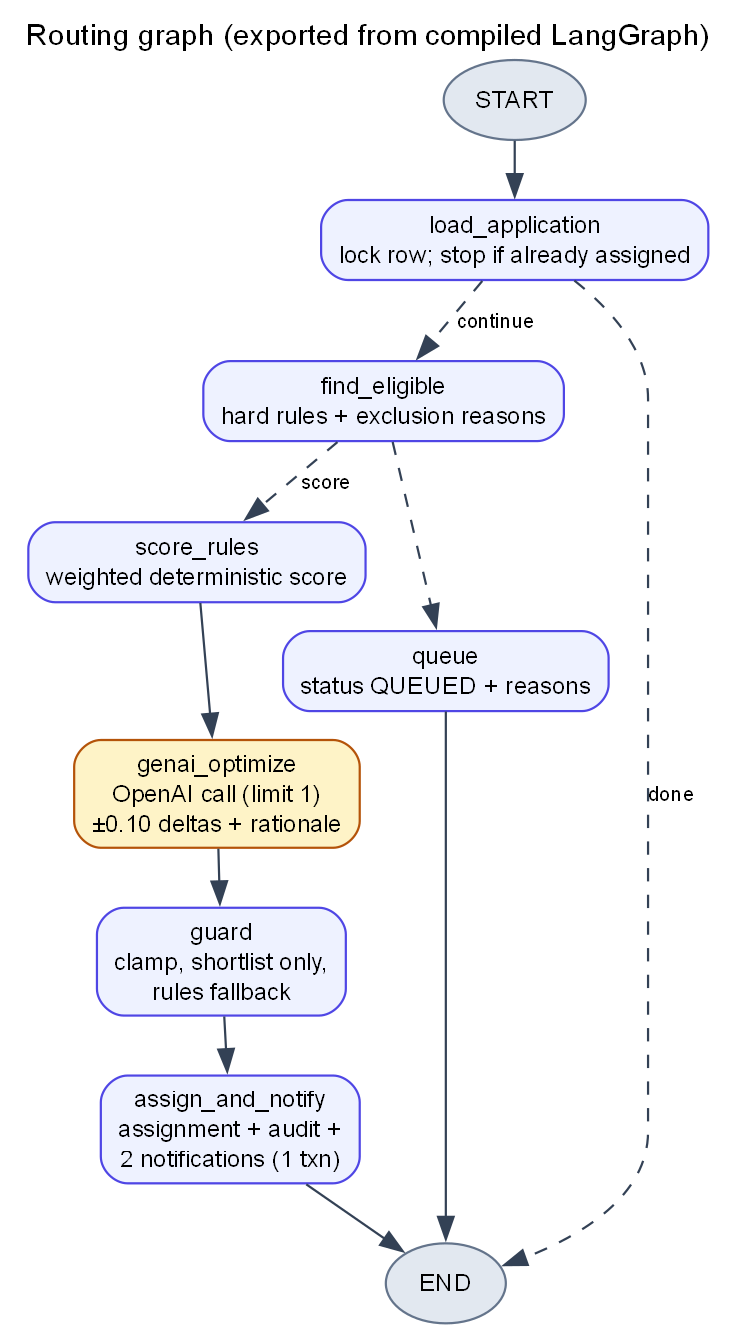 Routing graph (exported from compiled LangGraph)
START
load_application
lock row; stop if already assigned
continue
find_eligible
hard rules + exclusion reasons
score
score_rules
weighted deterministic score
queue
status QUEUED + reasons
genai_optimize
OpenAI call (limit 1)
±0.10 deltas + rationale
done
guard
clamp, shortlist only,
rules fallback
assign_and_notify
assignment + audit +
2 notifications (1 txn)
END